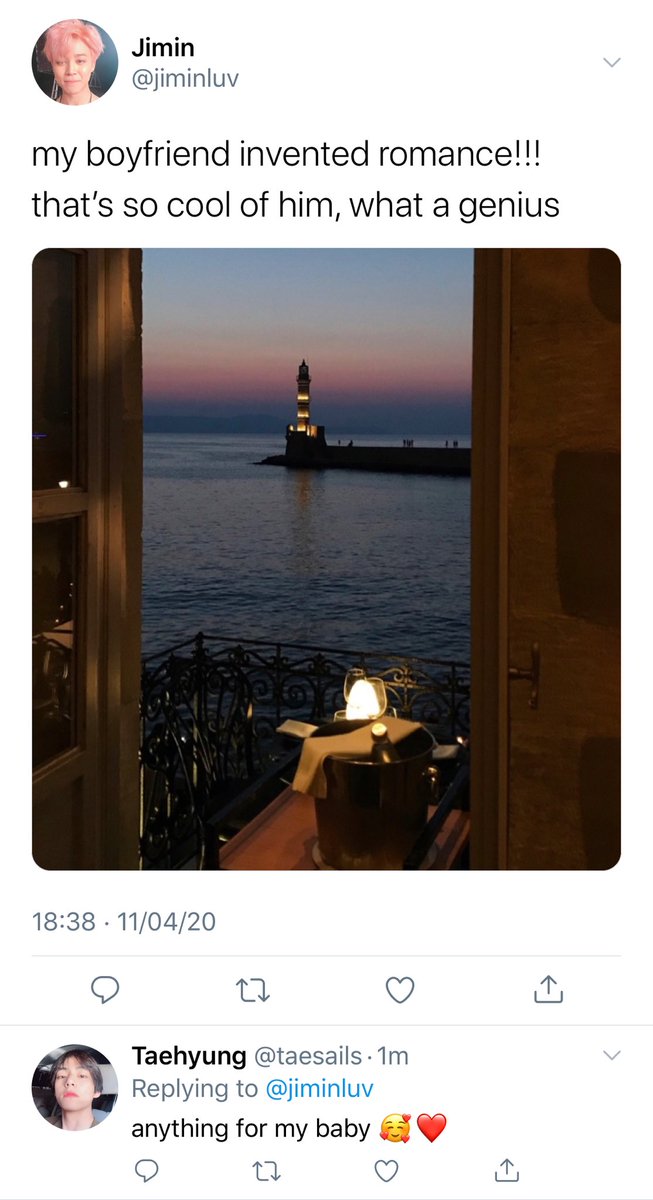 Jimin
@jiminluv
my boyfriend invented romance!!!
that’s so cool of him, what a genius
18:38 · 11/04/20
Taehyung @taesails · 1m
Replying to @jiminluv
anything for my baby 🥰❤️